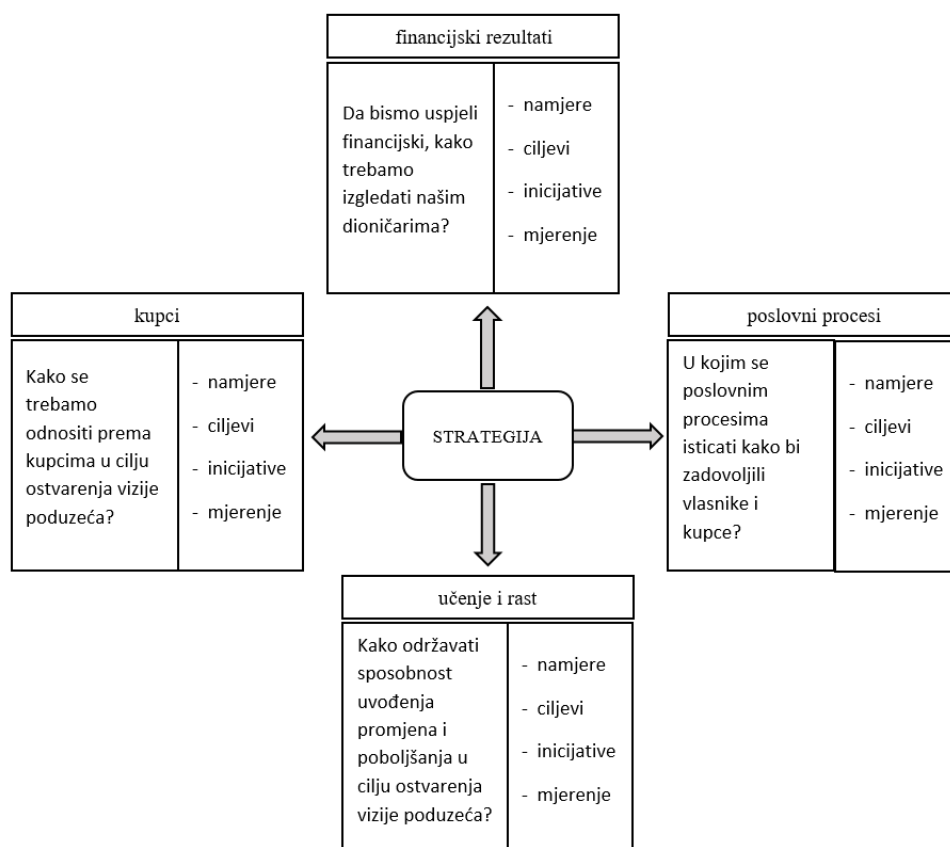 financijski rezultati
Da bismo uspjeli
financijski, kako
trebamo
izgledati našim
dioničarima?
- namjere
- ciljevi
- inicijative
- mjerenje
kupci
Kako se
trebamo
odnositi prema
kupcima u cilju
ostvarenja vizije
poduzeća?
- namjere
- ciljevi
- inicijative
- mjerenje
STRATEGIJA
poslovni procesi
U kojim se
poslovnim
procesima
isticati kako bi
zadovoljili
vlasnike i
kupce?
- namjere
- ciljevi
- inicijative
- mjerenje
učenje i rast
Kako održavati
sposobnost
uvođenja
promjena i
poboljšanja u
cilju ostvarenja
vizije poduzeća?
- namjere
- ciljevi
- inicijative
- mjerenje